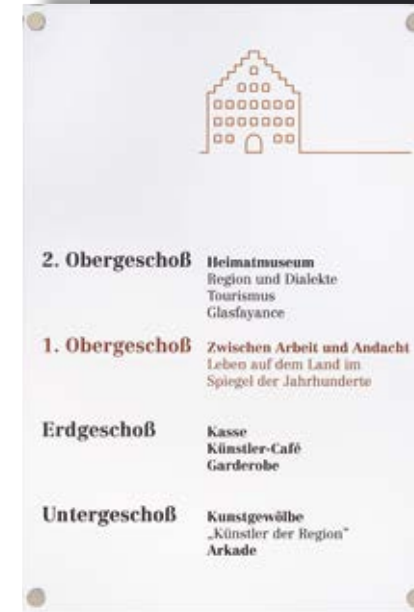 2. Obergeschoß Heimatmuseum
Region und Dialekte
Tourismus
Glasfayance
1. Obergeschoß Zwischen Arbeit und Andacht
Leben auf dem Land im
Spiegel der Jahrhunderte
Erdgeschoß Kasse
Künstler-Café
Garderobe
Untergeschoß Kunstgewölbe
„Künstler der Region“
Arkade